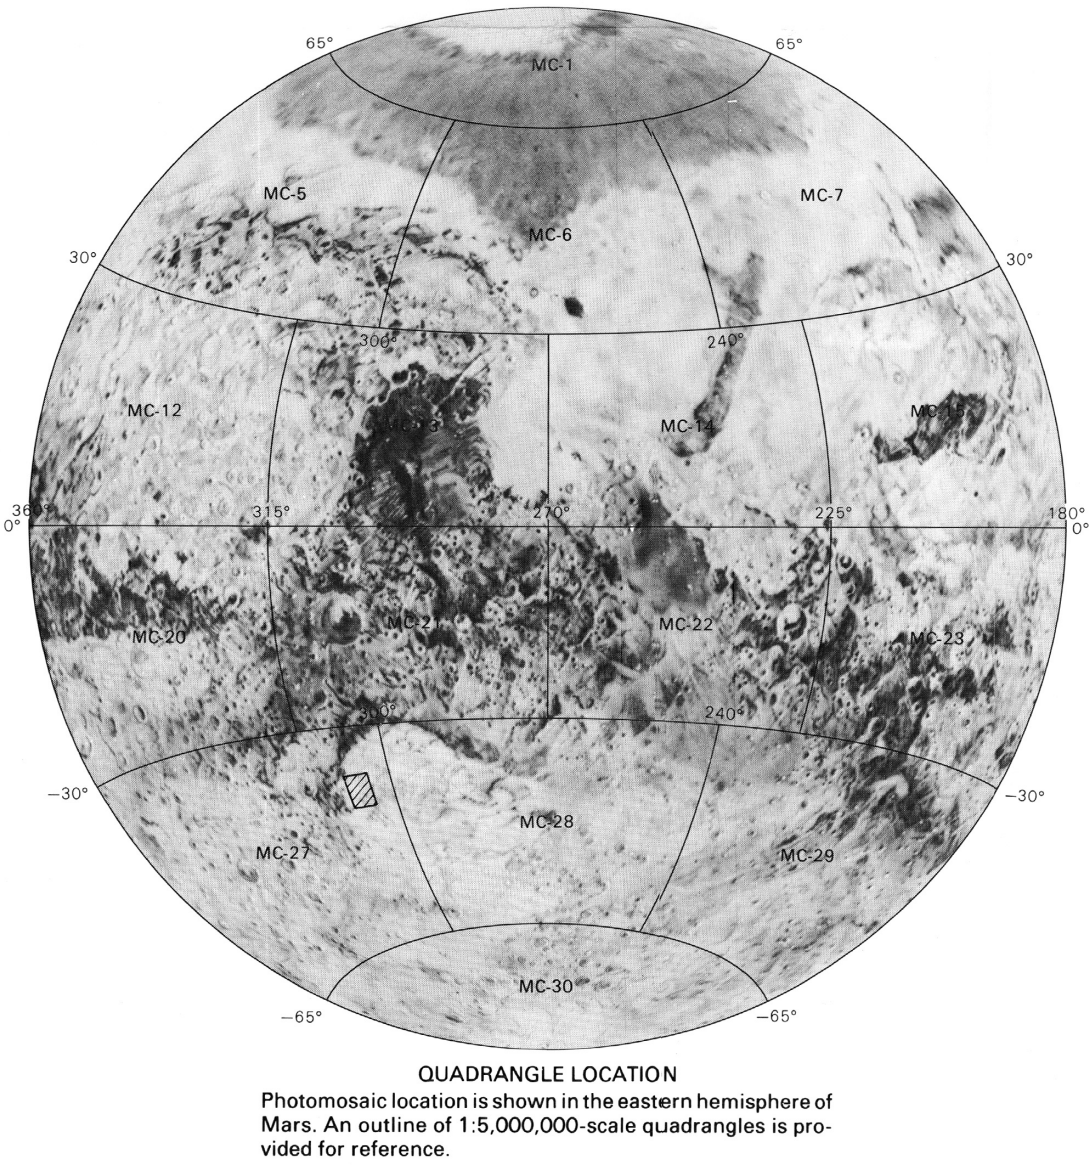 65° 65°
MC-1
MC-5 MC-7
MC-6
30° 30°
300° 240°
MC-12 MC-13 MC-14 MC-15
360° 315° 270° 225° 180°
0° 0°
MC-20 MC-21 MC-22 MC-23
300° 240°
−30° −30°
MC-28
MC-27 MC-29
MC-30
−65° −65°
QUADRANGLE LOCATION
Photomosaic location is shown in the eastern hemisphere of
Mars. An outline of 1:5,000,000-scale quadrangles is pro-
vided for reference.